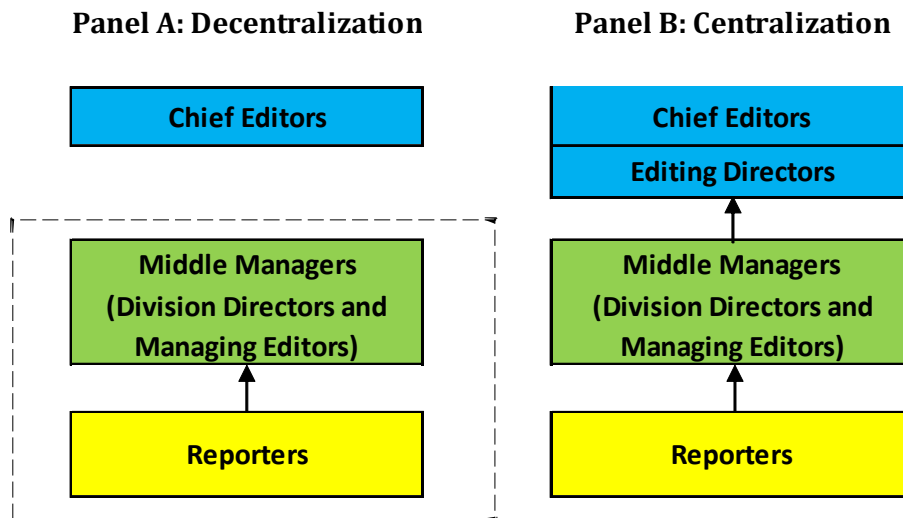 Panel A: Decentralization
Chief Editors
Middle Managers
(Division Directors and
Managing Editors)
Reporters
Panel B: Centralization
Chief Editors
Editing Directors
Middle Managers
(Division Directors and
Managing Editors)
Reporters